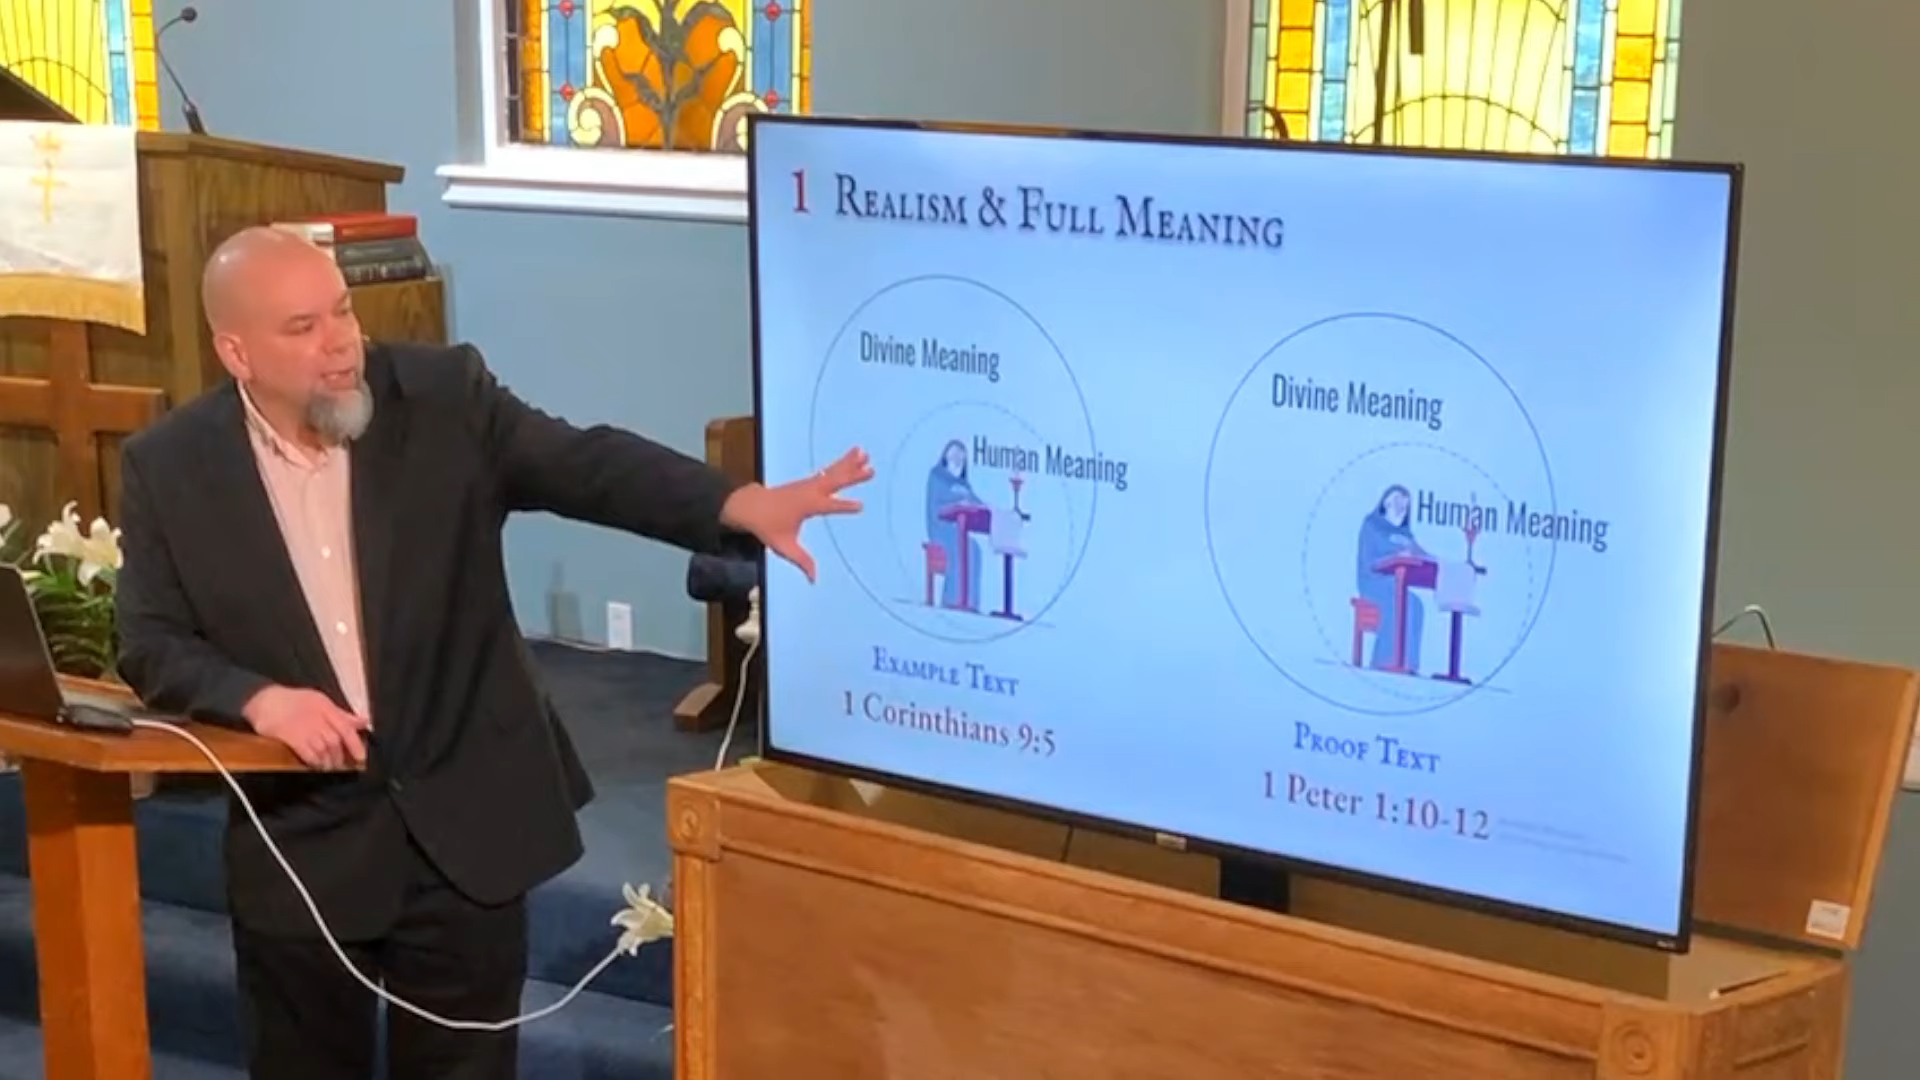 1 Realism & Full Meaning
Divine Meaning
Human Meaning
Example Text
1 Corinthians 9:5
Divine Meaning
Human Meaning
Proof Text
1 Peter 1:10-12